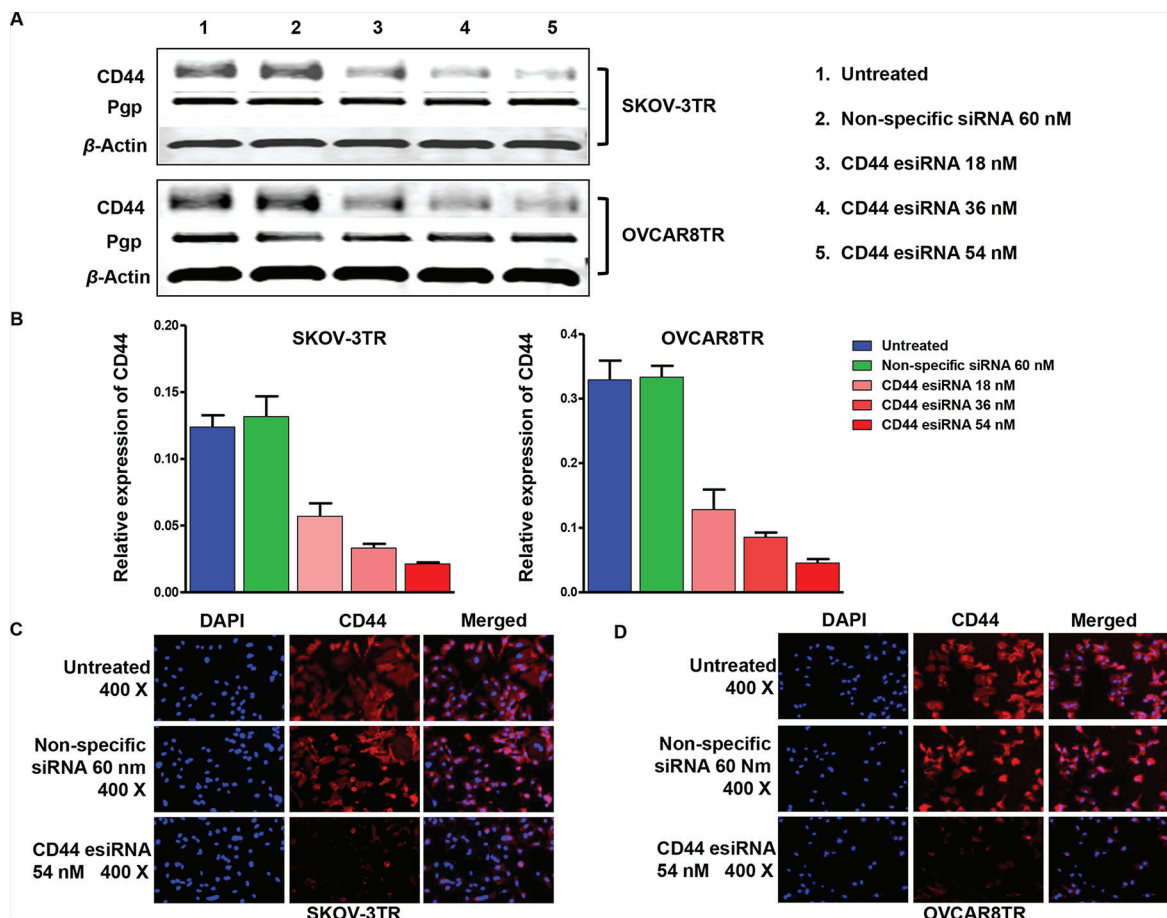 A
1 2 3 4 5
CD44
Pgp
β-Actin
SKOV-3TR
CD44
Pgp
β-Actin
OVCAR8TR
1. Untreated
2. Non-specific siRNA 60 nM
3. CD44 esiRNA 18 nM
4. CD44 esiRNA 36 nM
5. CD44 esiRNA 54 nM
B
SKOV-3TR
Relative expression of CD44
0.20
0.15
0.10
0.05
0.00
OVCAR8TR
Relative expression of CD44
0.4
0.3
0.2
0.1
0.0
Untreated
Non-specific siRNA 60 nM
CD44 esiRNA 18 nM
CD44 esiRNA 36 nM
CD44 esiRNA 54 nM
C
DAPI CD44 Merged
Untreated
400 X
Non-specific
siRNA 60 nm
400 X
CD44 esiRNA
54 nM 400 X
SKOV-3TR
D
DAPI CD44 Merged
Untreated
400 X
Non-specific
siRNA 60 Nm
400 X
CD44 esiRNA
54 nM 400 X
OVCAR8TR